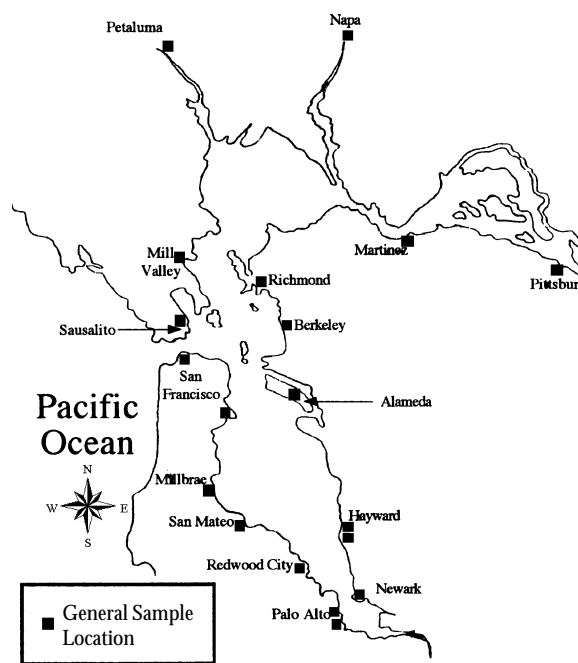 Petaluma
Napa
Mill
Valley
Martinez
Richmond
Pittsbur
Sausalito
Berkeley
San
Francisco
Alameda
Pacific
Ocean
N
W
E
S
Millbrae
San Mateo
Hayward
Redwood City
Newark
Palo Alto
General Sample
Location